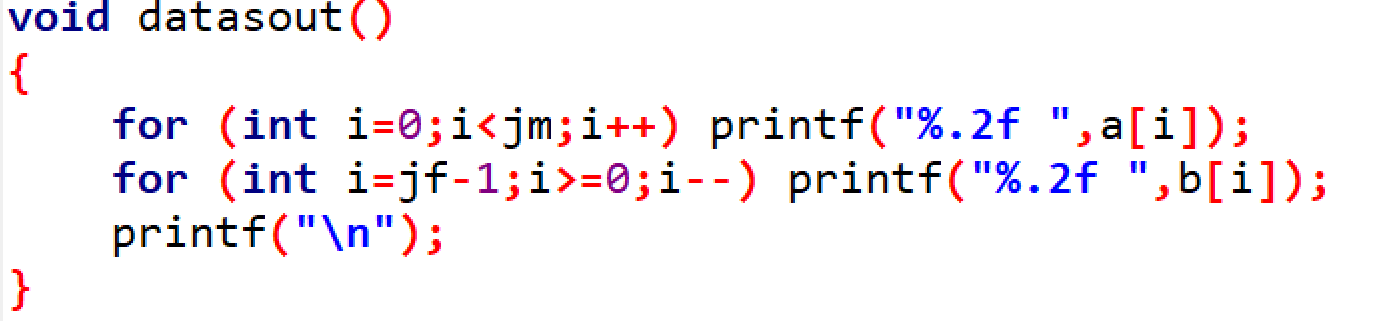 void datasout()
{
    for (int i=0;i<jm;i++) printf("%.2f ",a[i]);
    for (int i=jf-1;i>=0;i--) printf("%.2f ",b[i]);
    printf("\n");
}